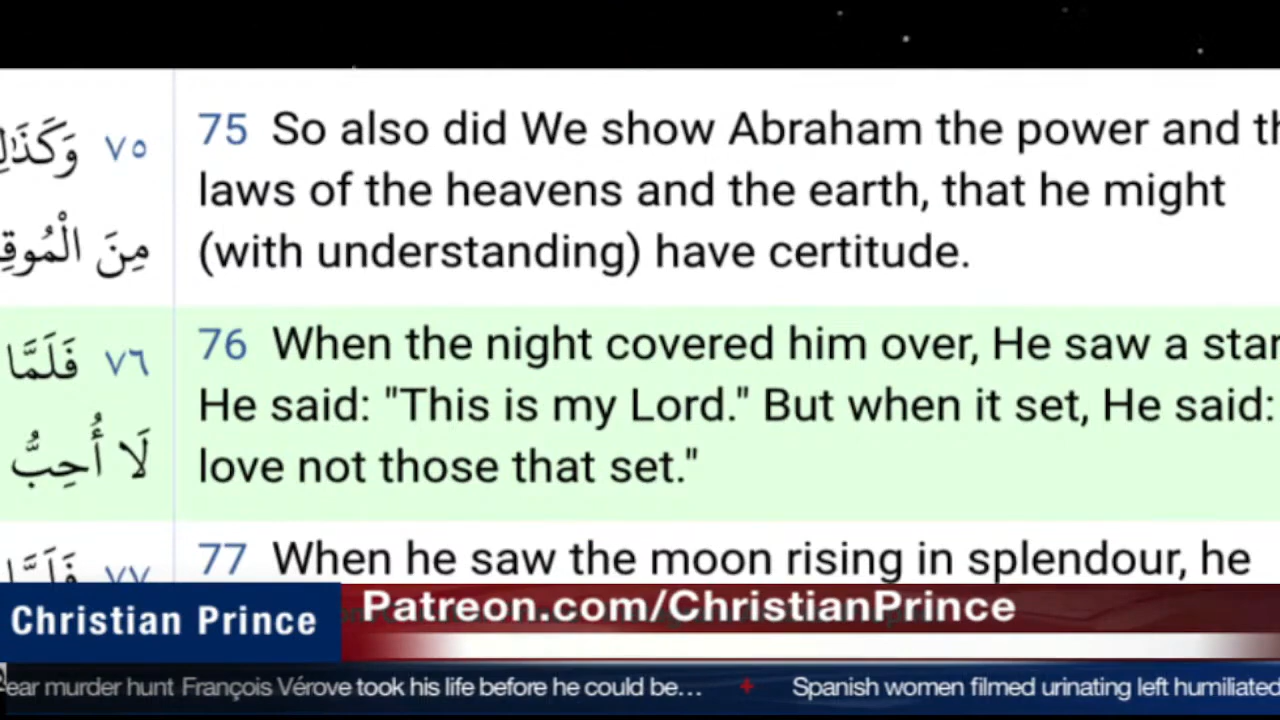 75 So also did We show Abraham the power and
laws of the heavens and the earth, that he might
(with understanding) have certitude.
٧٥
مِنَ
76 When the night covered him over, He saw a star
He said: "This is my Lord." But when it set, He said:
love not those that set."
٧٦ فَلَمَّا
لَا أُحِبُّ
77 When he saw the moon rising in splendour, he
٧٧ فَلَمَّا
Christian Prince
Patreon.com/ChristianPrince
ear murder hunt François Vérove took his life before he could be… + Spanish women filmed urinating left humiliated